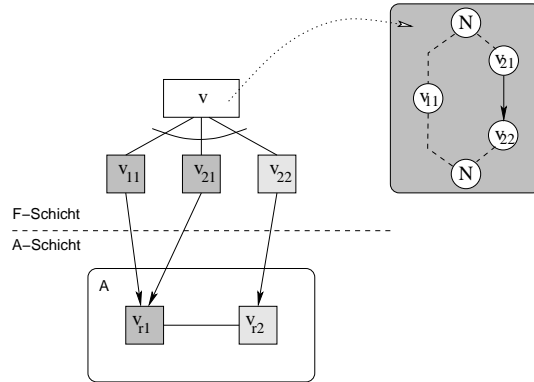 N
v21
v
v11
v22
v11 v21 v22
N
F−Schicht
A−Schicht
A
vr1 vr2